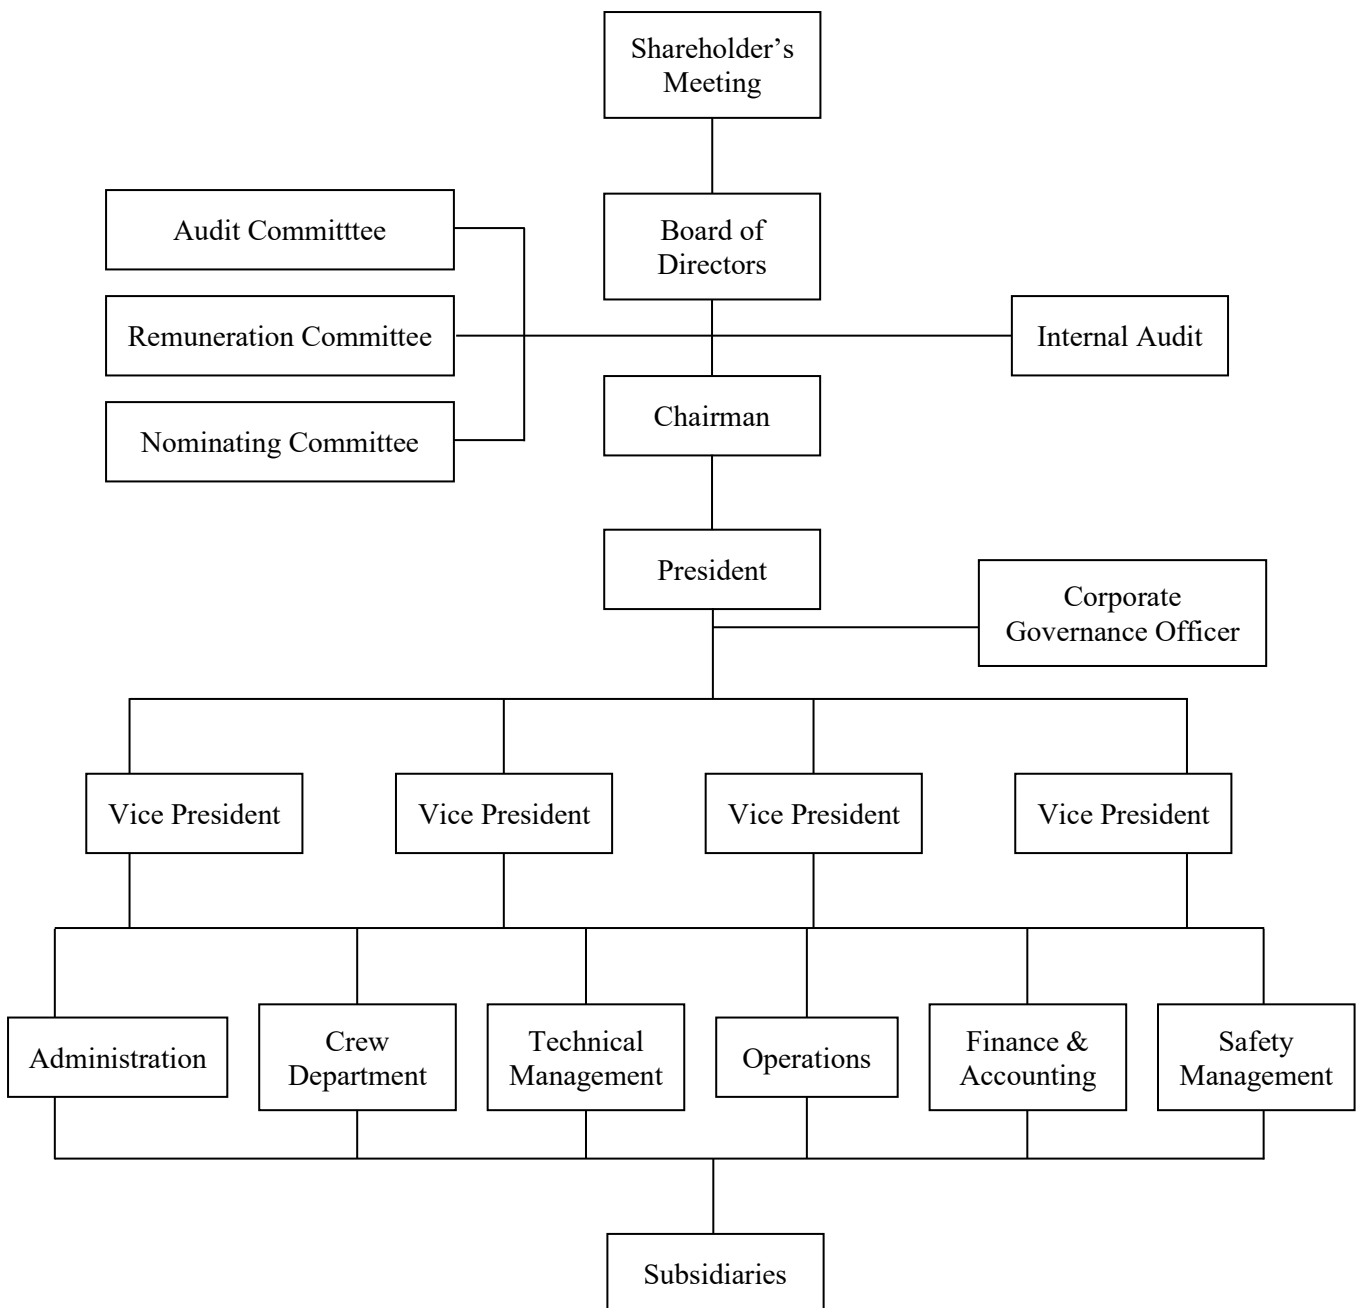 Shareholder’s
Meeting
Audit Committtee
Board of
Directors
Remuneration Committee
Internal Audit
Chairman
Nominating Committee
President
Corporate
Governance Officer
Vice President
Vice President
Vice President
Vice President
Administration
Crew
Department
Technical
Management
Operations
Finance &
Accounting
Safety
Management
Subsidiaries